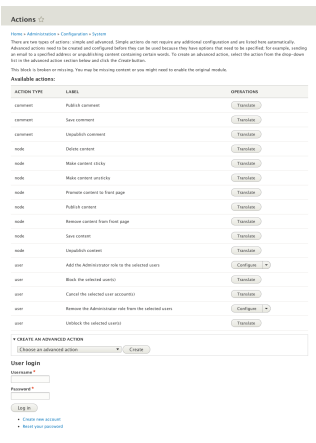 Actions
Home » Administration » Configuration » System
There are two types of actions: simple and advanced. Simple actions do not require any additional configuration and are listed here automatically.
Advanced actions need to be created and configured before they can be used because they have options that need to be specified; for example, sending
an email to a specified address or unpublishing content containing certain words. To create an advanced action, select the action from the drop-down
list in the advanced action section below and click the Create button.
This block is broken or missing. You may be missing content or you might need to enable the original module.
Available actions:
ACTION TYPE LABEL OPERATIONS
comment Publish comment Translate
comment Save comment Translate
comment Unpublish comment Translate
node Delete content Translate
node Make content sticky Translate
node Make content unsticky Translate
node Promote content to front page Translate
node Publish content Translate
node Remove content from front page Translate
node Save content Translate
node Unpublish content Translate
user Add the Administrator role to the selected users Configure
user Block the selected user(s) Translate
user Cancel the selected user account(s) Translate
user Remove the Administrator role from the selected users Configure
user Unblock the selected user(s) Translate
CREATE AN ADVANCED ACTION
Choose an advanced action Create
User login
Username *
Password *
Log in
Create new account
Reset your password